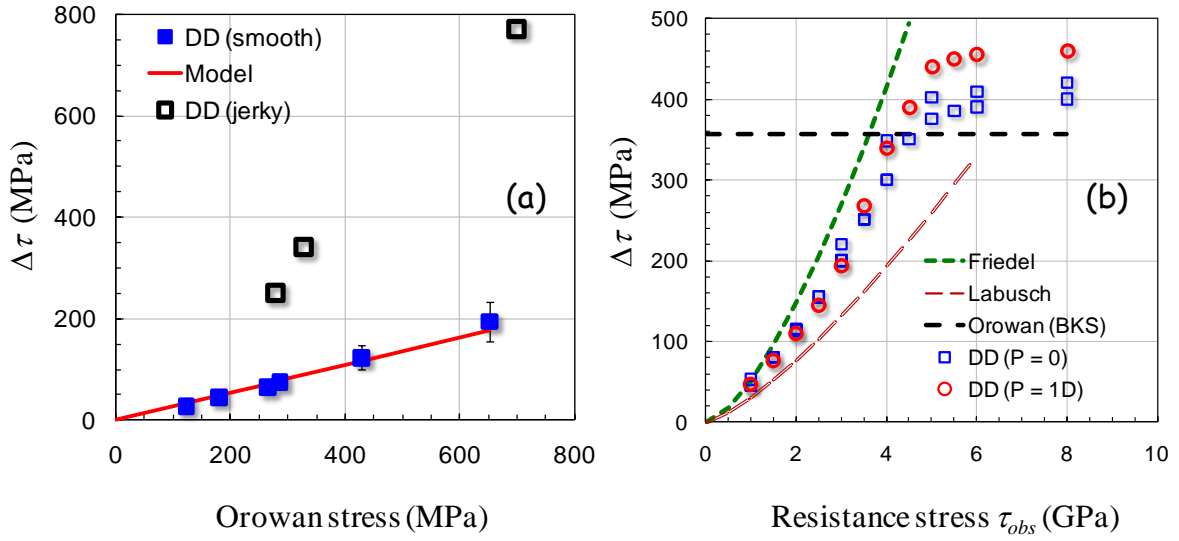 800
600
400
200
0
0
200
400
600
800
Δτ (MPa)
Orowan stress (MPa)
DD (smooth)
Model
DD (jerky)
(a)
500
400
300
200
100
0
0
2
4
6
8
10
Δτ (MPa)
Resistance stress τobs (GPa)
(b)
Friedel
Labusch
Orowan (BKS)
DD (P = 0)
DD (P = 1D)